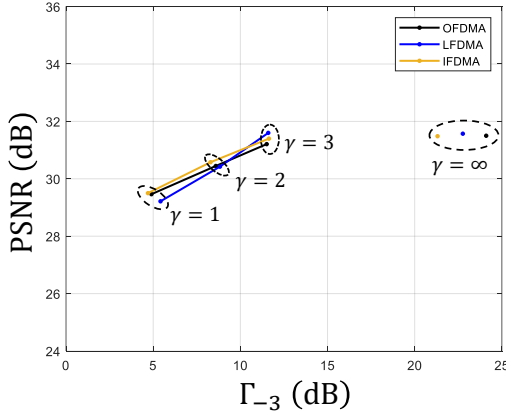 36
34
32
30
28
26
24
0
5
10
15
20
25
PSNR (dB)
Γ₋₃ (dB)
OFDMA
LFDMA
IFDMA
γ = 1
γ = 2
γ = 3
γ = ∞